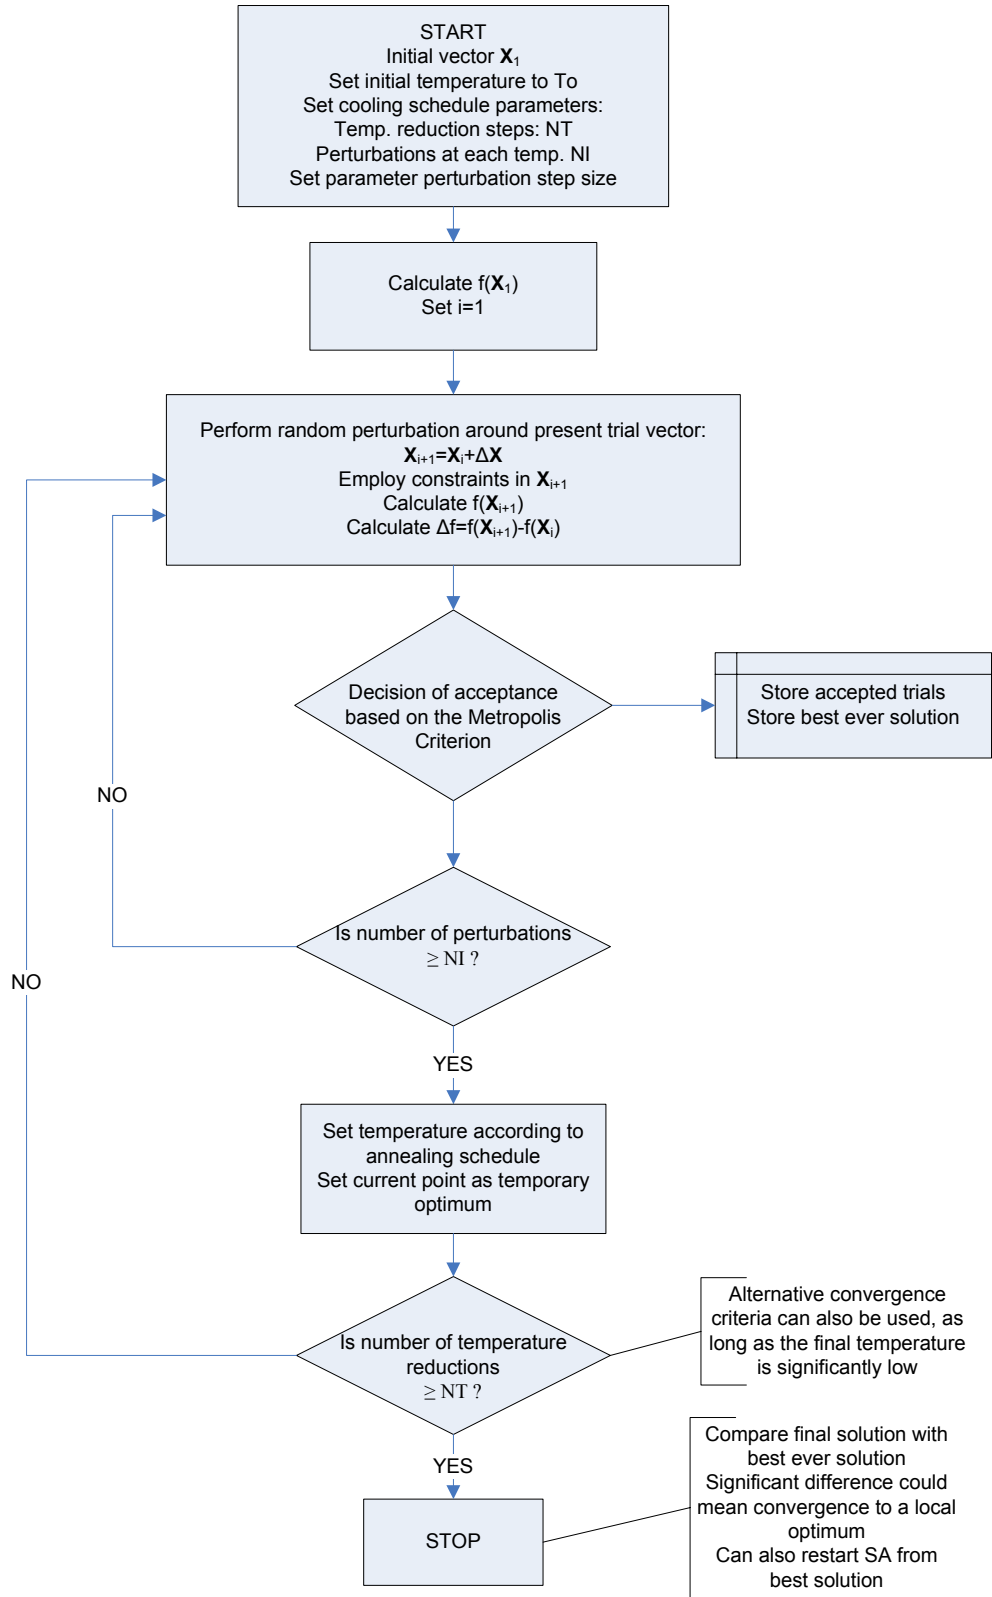 START
Initial vector X₁
Set initial temperature to To
Set cooling schedule parameters:
Temp. reduction steps: NT
Perturbations at each temp. NI
Set parameter perturbation step size
Calculate f(X₁)
Set i=1
Perform random perturbation around present trial vector:
Xᵢ₊₁=Xᵢ+ΔX
Employ constraints in Xᵢ₊₁
Calculate f(Xᵢ₊₁)
Calculate Δf=f(Xᵢ₊₁)-f(Xᵢ)
Decision of acceptance
based on the Metropolis
Criterion
Store accepted trials
Store best ever solution
NO
Is number of perturbations
≥ NI ?
NO
YES
Set temperature according to
annealing schedule
Set current point as temporary
optimum
Is number of temperature
reductions
≥ NT ?
Alternative convergence
criteria can also be used, as
long as the final temperature
is significantly low
YES
STOP
Compare final solution with
best ever solution
Significant difference could
mean convergence to a local
optimum
Can also restart SA from
best solution